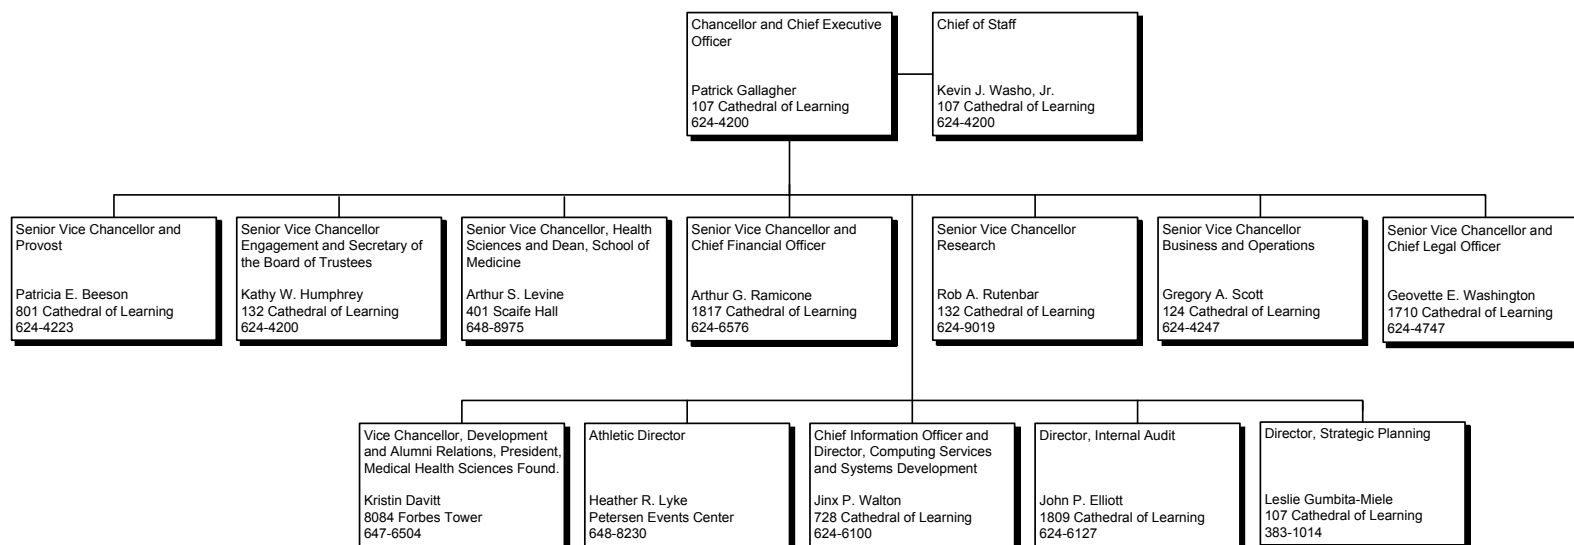 Chancellor and Chief Executive
Officer
Patrick Gallagher
107 Cathedral of Learning
624-4200
Chief of Staff
Kevin J. Washo, Jr.
107 Cathedral of Learning
624-4200
Senior Vice Chancellor and
Provost
Patricia E. Beeson
801 Cathedral of Learning
624-4223
Senior Vice Chancellor
Engagement and Secretary of
the Board of Trustees
Kathy W. Humphrey
132 Cathedral of Learning
624-4200
Senior Vice Chancellor, Health
Sciences and Dean, School of
Medicine
Arthur S. Levine
401 Scaife Hall
648-8975
Senior Vice Chancellor and
Chief Financial Officer
Arthur G. Ramicone
1817 Cathedral of Learning
624-6576
Senior Vice Chancellor
Research
Rob A. Rutenbar
132 Cathedral of Learning
624-9019
Senior Vice Chancellor
Business and Operations
Gregory A. Scott
124 Cathedral of Learning
624-4247
Senior Vice Chancellor and
Chief Legal Officer
Geovette E. Washington
1710 Cathedral of Learning
624-4747
Vice Chancellor, Development
and Alumni Relations, President,
Medical Health Sciences Found.
Kristin Davitt
8084 Forbes Tower
647-6504
Athletic Director
Heather R. Lyke
Petersen Events Center
648-8230
Chief Information Officer and
Director, Computing Services
and Systems Development
Jinx P. Walton
728 Cathedral of Learning
624-6100
Director, Internal Audit
John P. Elliott
1809 Cathedral of Learning
624-6127
Director, Strategic Planning
Leslie Gumbita-Miele
107 Cathedral of Learning
383-1014